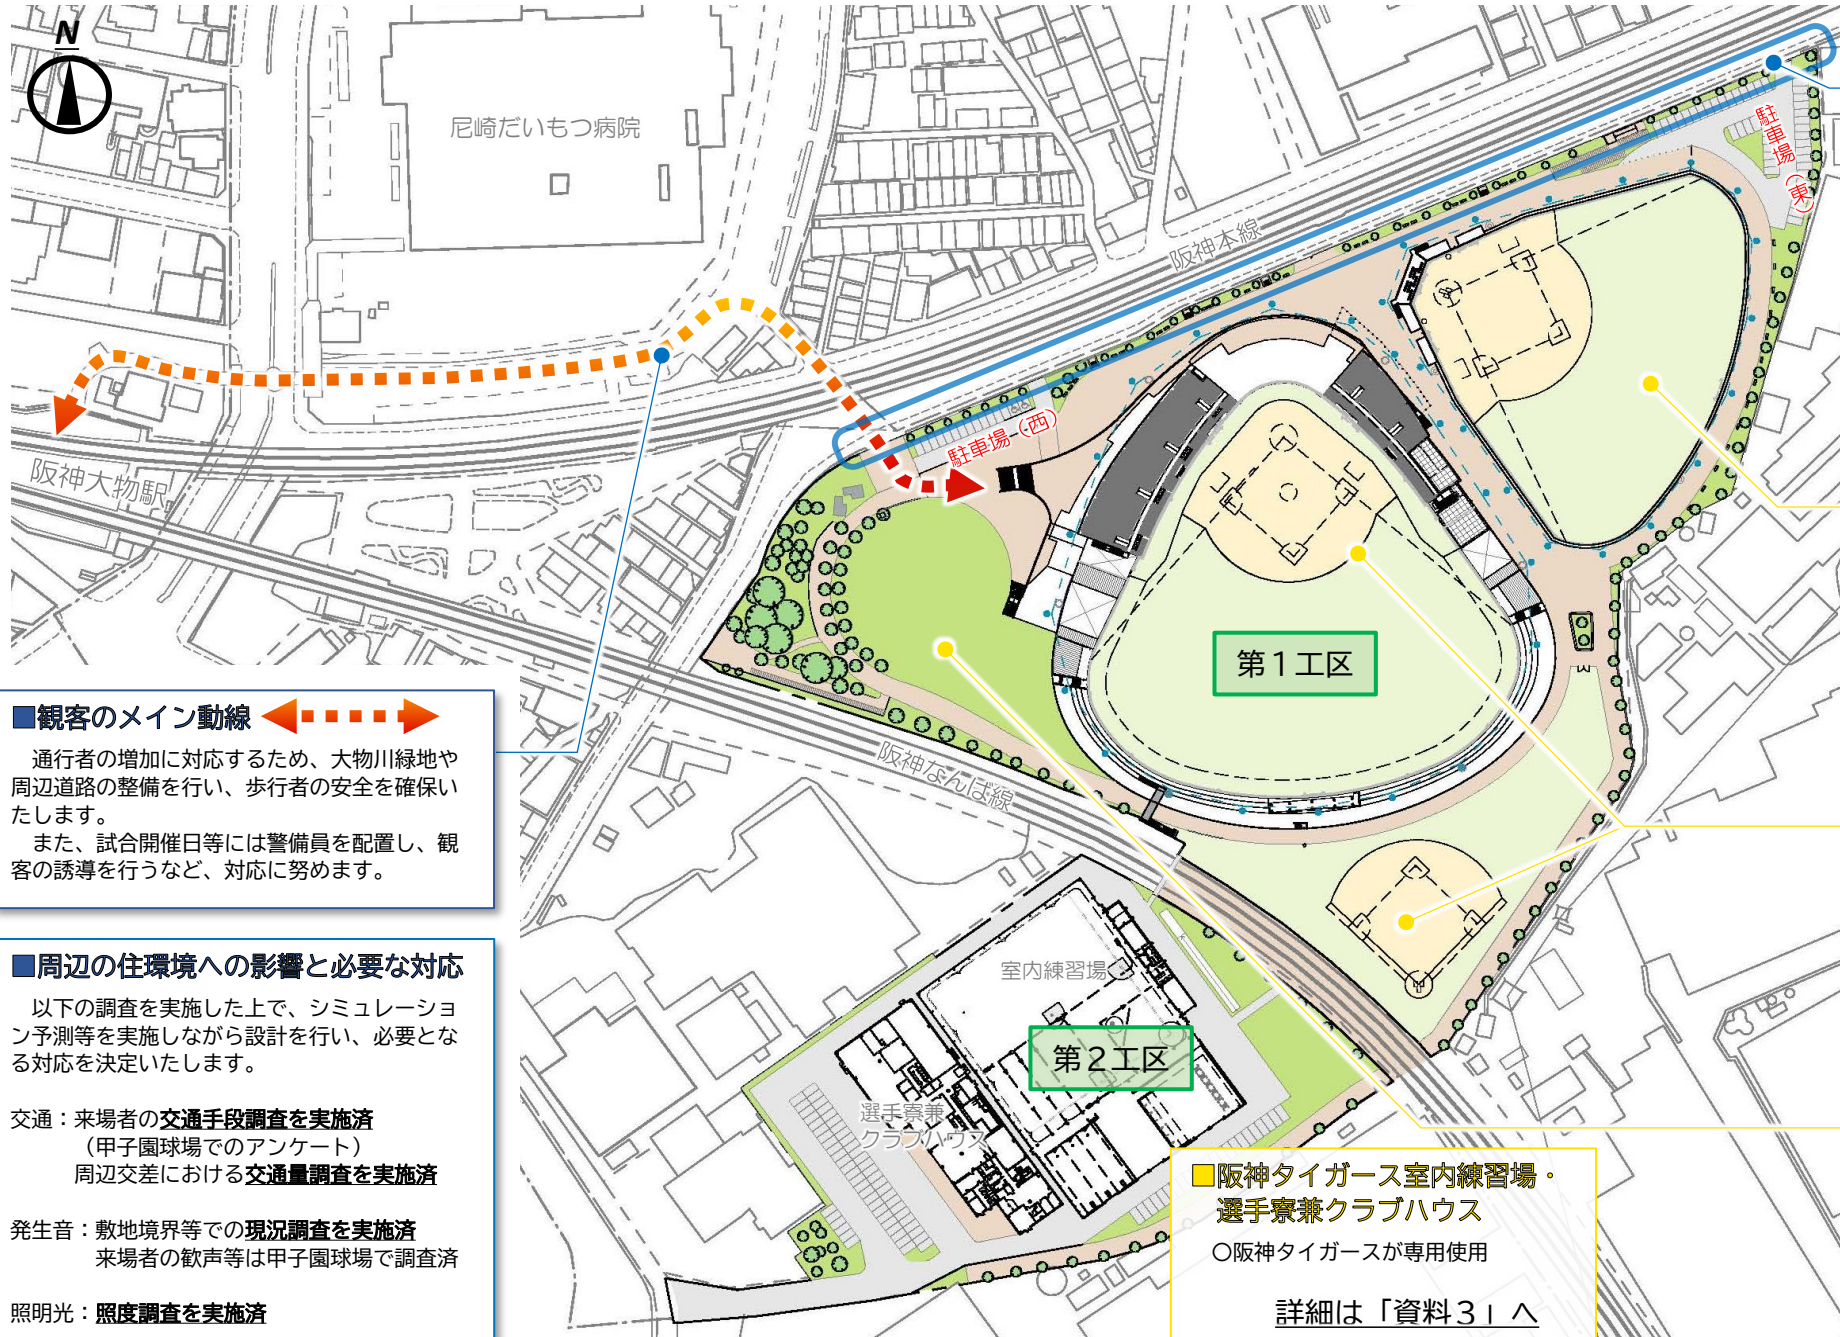 N
尼崎だいもつ病院
駐車場（東）
阪神本線
駐車場（西）
阪神大物駅
第１工区
■観客のメイン動線
通行者の増加に対応するため、大物川緑地や
周辺道路の整備を行い、歩行者の安全を確保い
たします。
また、試合開催日等には警備員を配置し、観
客の誘導を行うなど、対応に努めます。
阪神なんば線
■周辺の住環境への影響と必要な対応
以下の調査を実施した上で、シミュレーショ
ン予測等を実施しながら設計を行い、必要とな
る対応を決定いたします。
交通：来場者の交通手段調査を実施済
（甲子園球場でのアンケート）
周辺交差における交通量調査を実施済
発生音：敷地境界等での現況調査を実施済
来場者の歓声等は甲子園球場で調査済
照明光：照度調査を実施済
室内練習場
第２工区
選手寮兼
クラブハウス
■阪神タイガース室内練習場・
選手寮兼クラブハウス
○阪神タイガースが専用使用
詳細は「資料３」へ